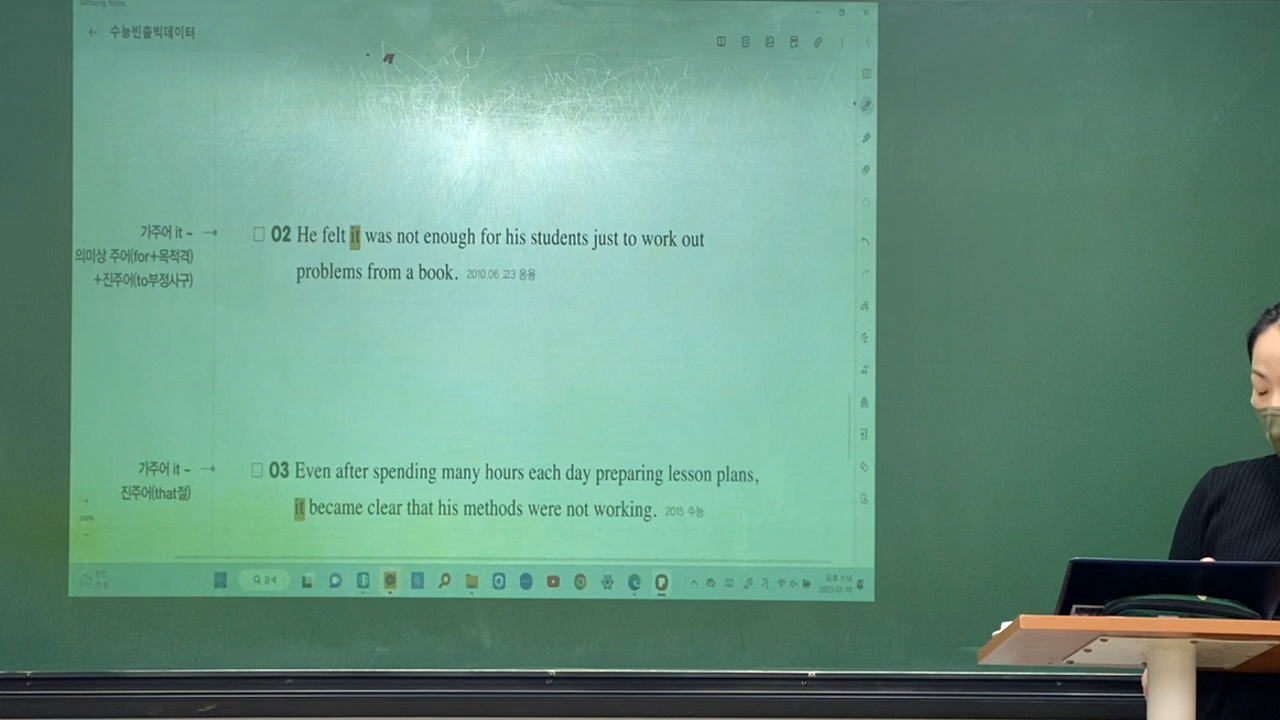 Samsung Notes
← 수능빈출빅데이터
가주어 it ~
의미상 주어(for+목적격)
+진주어(to부정사구)
02 He felt it was not enough for his students just to work out
problems from a book. 2010.06 고3 응용
가주어 it ~
진주어(that절)
03 Even after spending many hours each day preparing lesson plans,
it became clear that his methods were not working. 2015 수능
검색